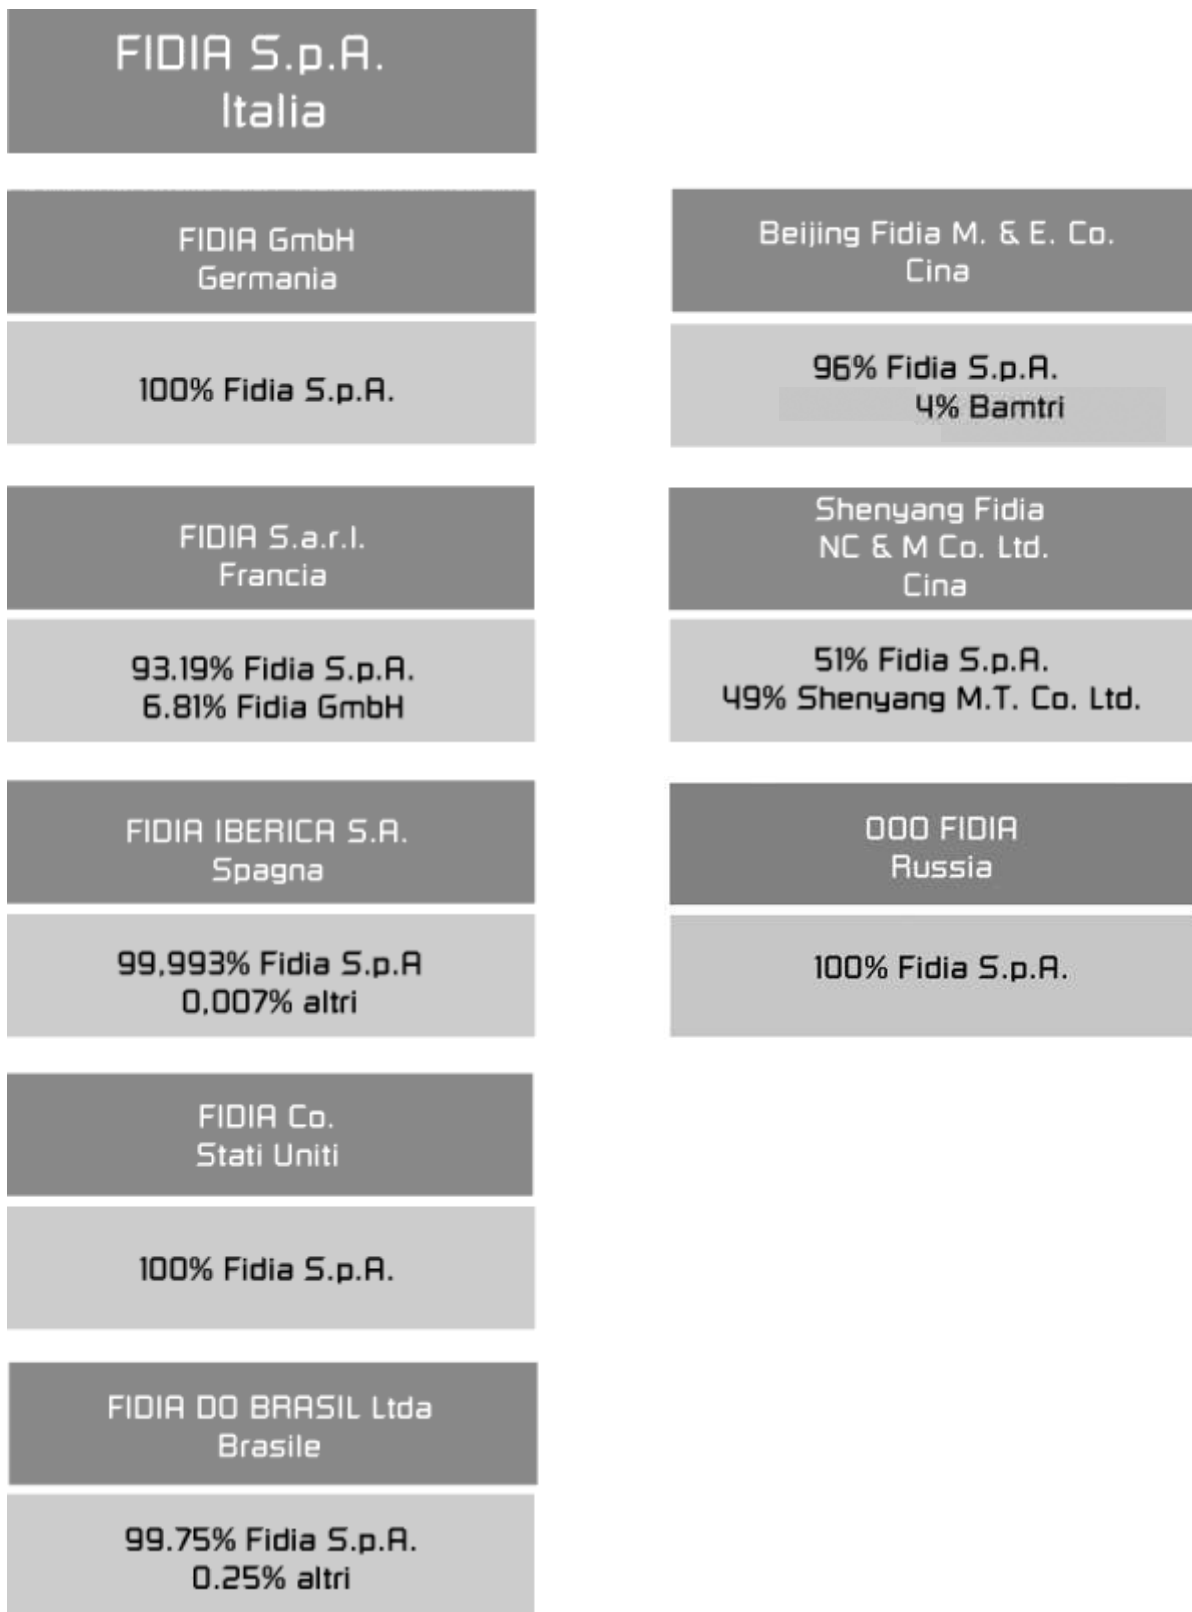 FIDIA S.p.A.
Italia
FIDIA GmbH
Germania
100% Fidia S.p.A.
FIDIA S.a.r.l.
Francia
93.19% Fidia S.p.A.
6.81% Fidia GmbH
FIDIA IBERICA S.A.
Spagna
99,993% Fidia S.p.A
0,007% altri
FIDIA Co.
Stati Uniti
100% Fidia S.p.A.
FIDIA DO BRASIL Ltda
Brasile
99.75% Fidia S.p.A.
0.25% altri
Beijing Fidia M. & E. Co.
Cina
96% Fidia S.p.A.
4% Bamtri
Shenyang Fidia
NC & M Co. Ltd.
Cina
51% Fidia S.p.A.
49% Shenyang M.T. Co. Ltd.
OOO FIDIA
Russia
100% Fidia S.p.A.